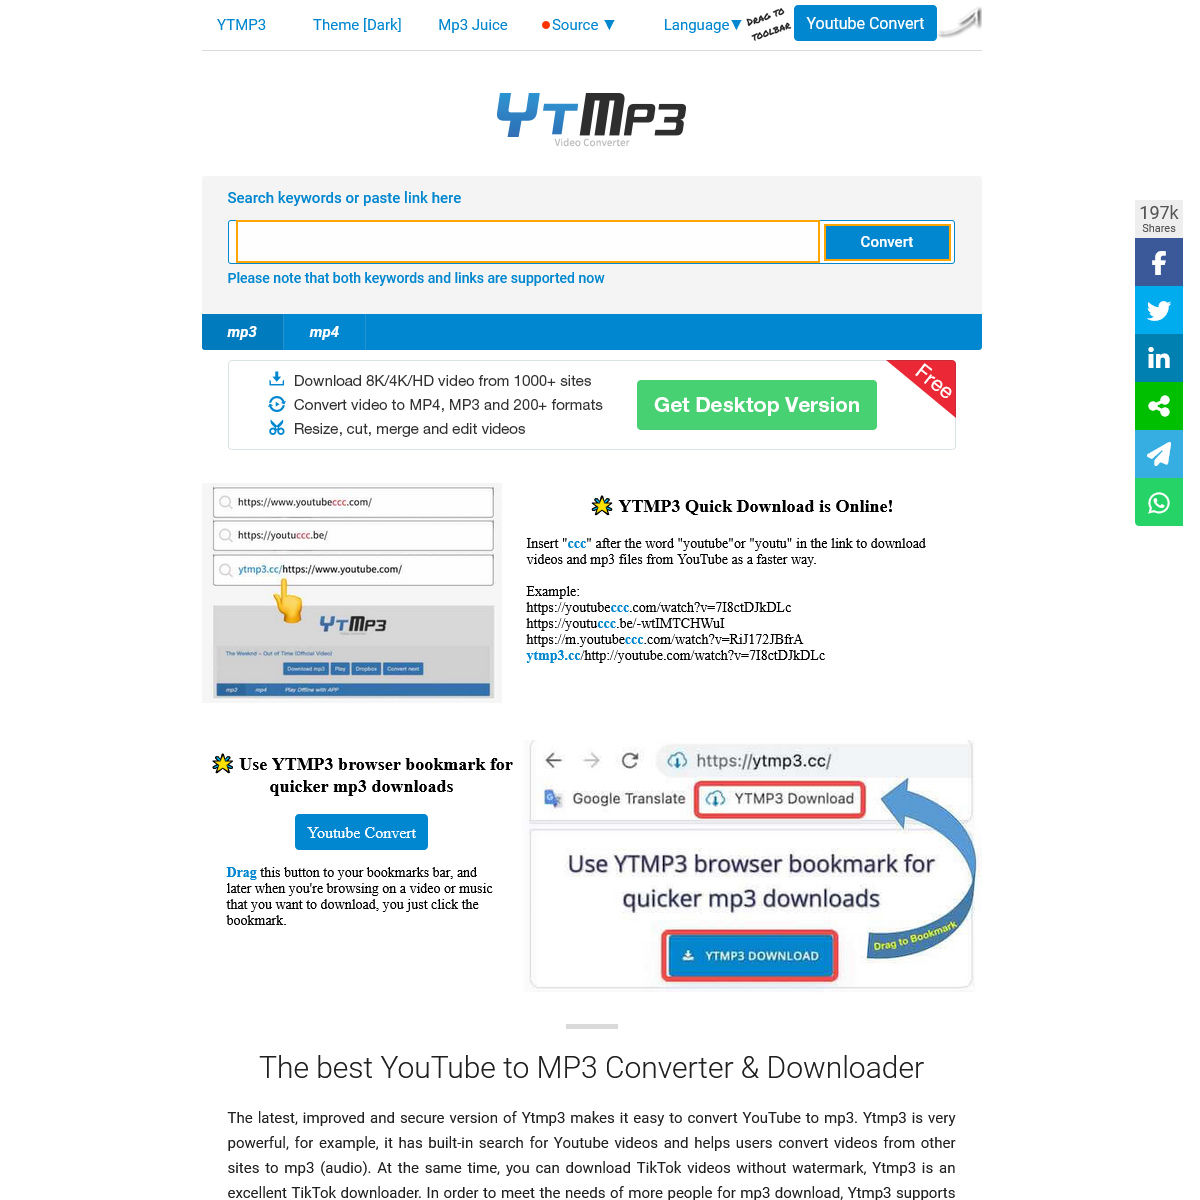 YTMP3 Theme [Dark] Mp3 Juice Source ▼ Language▼ DRAG TO TOOLBAR Youtube Convert
YTMP3
Video Converter
Search keywords or paste link here
Convert
Please note that both keywords and links are supported now
mp3 mp4
Download 8K/4K/HD video from 1000+ sites
Convert video to MP4, MP3 and 200+ formats
Resize, cut, merge and edit videos
Get Desktop Version
Free
197k
Shares
https://www.youtubeccc.com/
https://youtuccc.be/
ytmp3.cc/https://www.youtube.com/
YTMP3
The Weeknd – Out of Time (Official Video)
Download mp3 Play Dropbox Convert next
mp3 mp4 Play Offline with APP
YTMP3 Quick Download is Online!
Insert "ccc" after the word "youtube"or "youtu" in the link to download
videos and mp3 files from YouTube as a faster way.
Example:
https://youtubeccc.com/watch?v=7I8ctDJkDLc
https://youtuccc.be/-wtIMTCHWuI
https://m.youtubeccc.com/watch?v=RiJ172JBfrA
ytmp3.cc/http://youtube.com/watch?v=7I8ctDJkDLc
Use YTMP3 browser bookmark for
quicker mp3 downloads
Youtube Convert
Drag this button to your bookmarks bar, and
later when you're browsing on a video or music
that you want to download, you just click the
bookmark.
https://ytmp3.cc/
Google Translate YTMP3 Download
Use YTMP3 browser bookmark for
quicker mp3 downloads
YTMP3 DOWNLOAD
Drag to Bookmark
The best YouTube to MP3 Converter & Downloader
The latest, improved and secure version of Ytmp3 makes it easy to convert YouTube to mp3. Ytmp3 is very
powerful, for example, it has built-in search for Youtube videos and helps users convert videos from other
sites to mp3 (audio). At the same time, you can download TikTok videos without watermark, Ytmp3 is an
excellent TikTok downloader. In order to meet the needs of more people for mp3 download, Ytmp3 supports